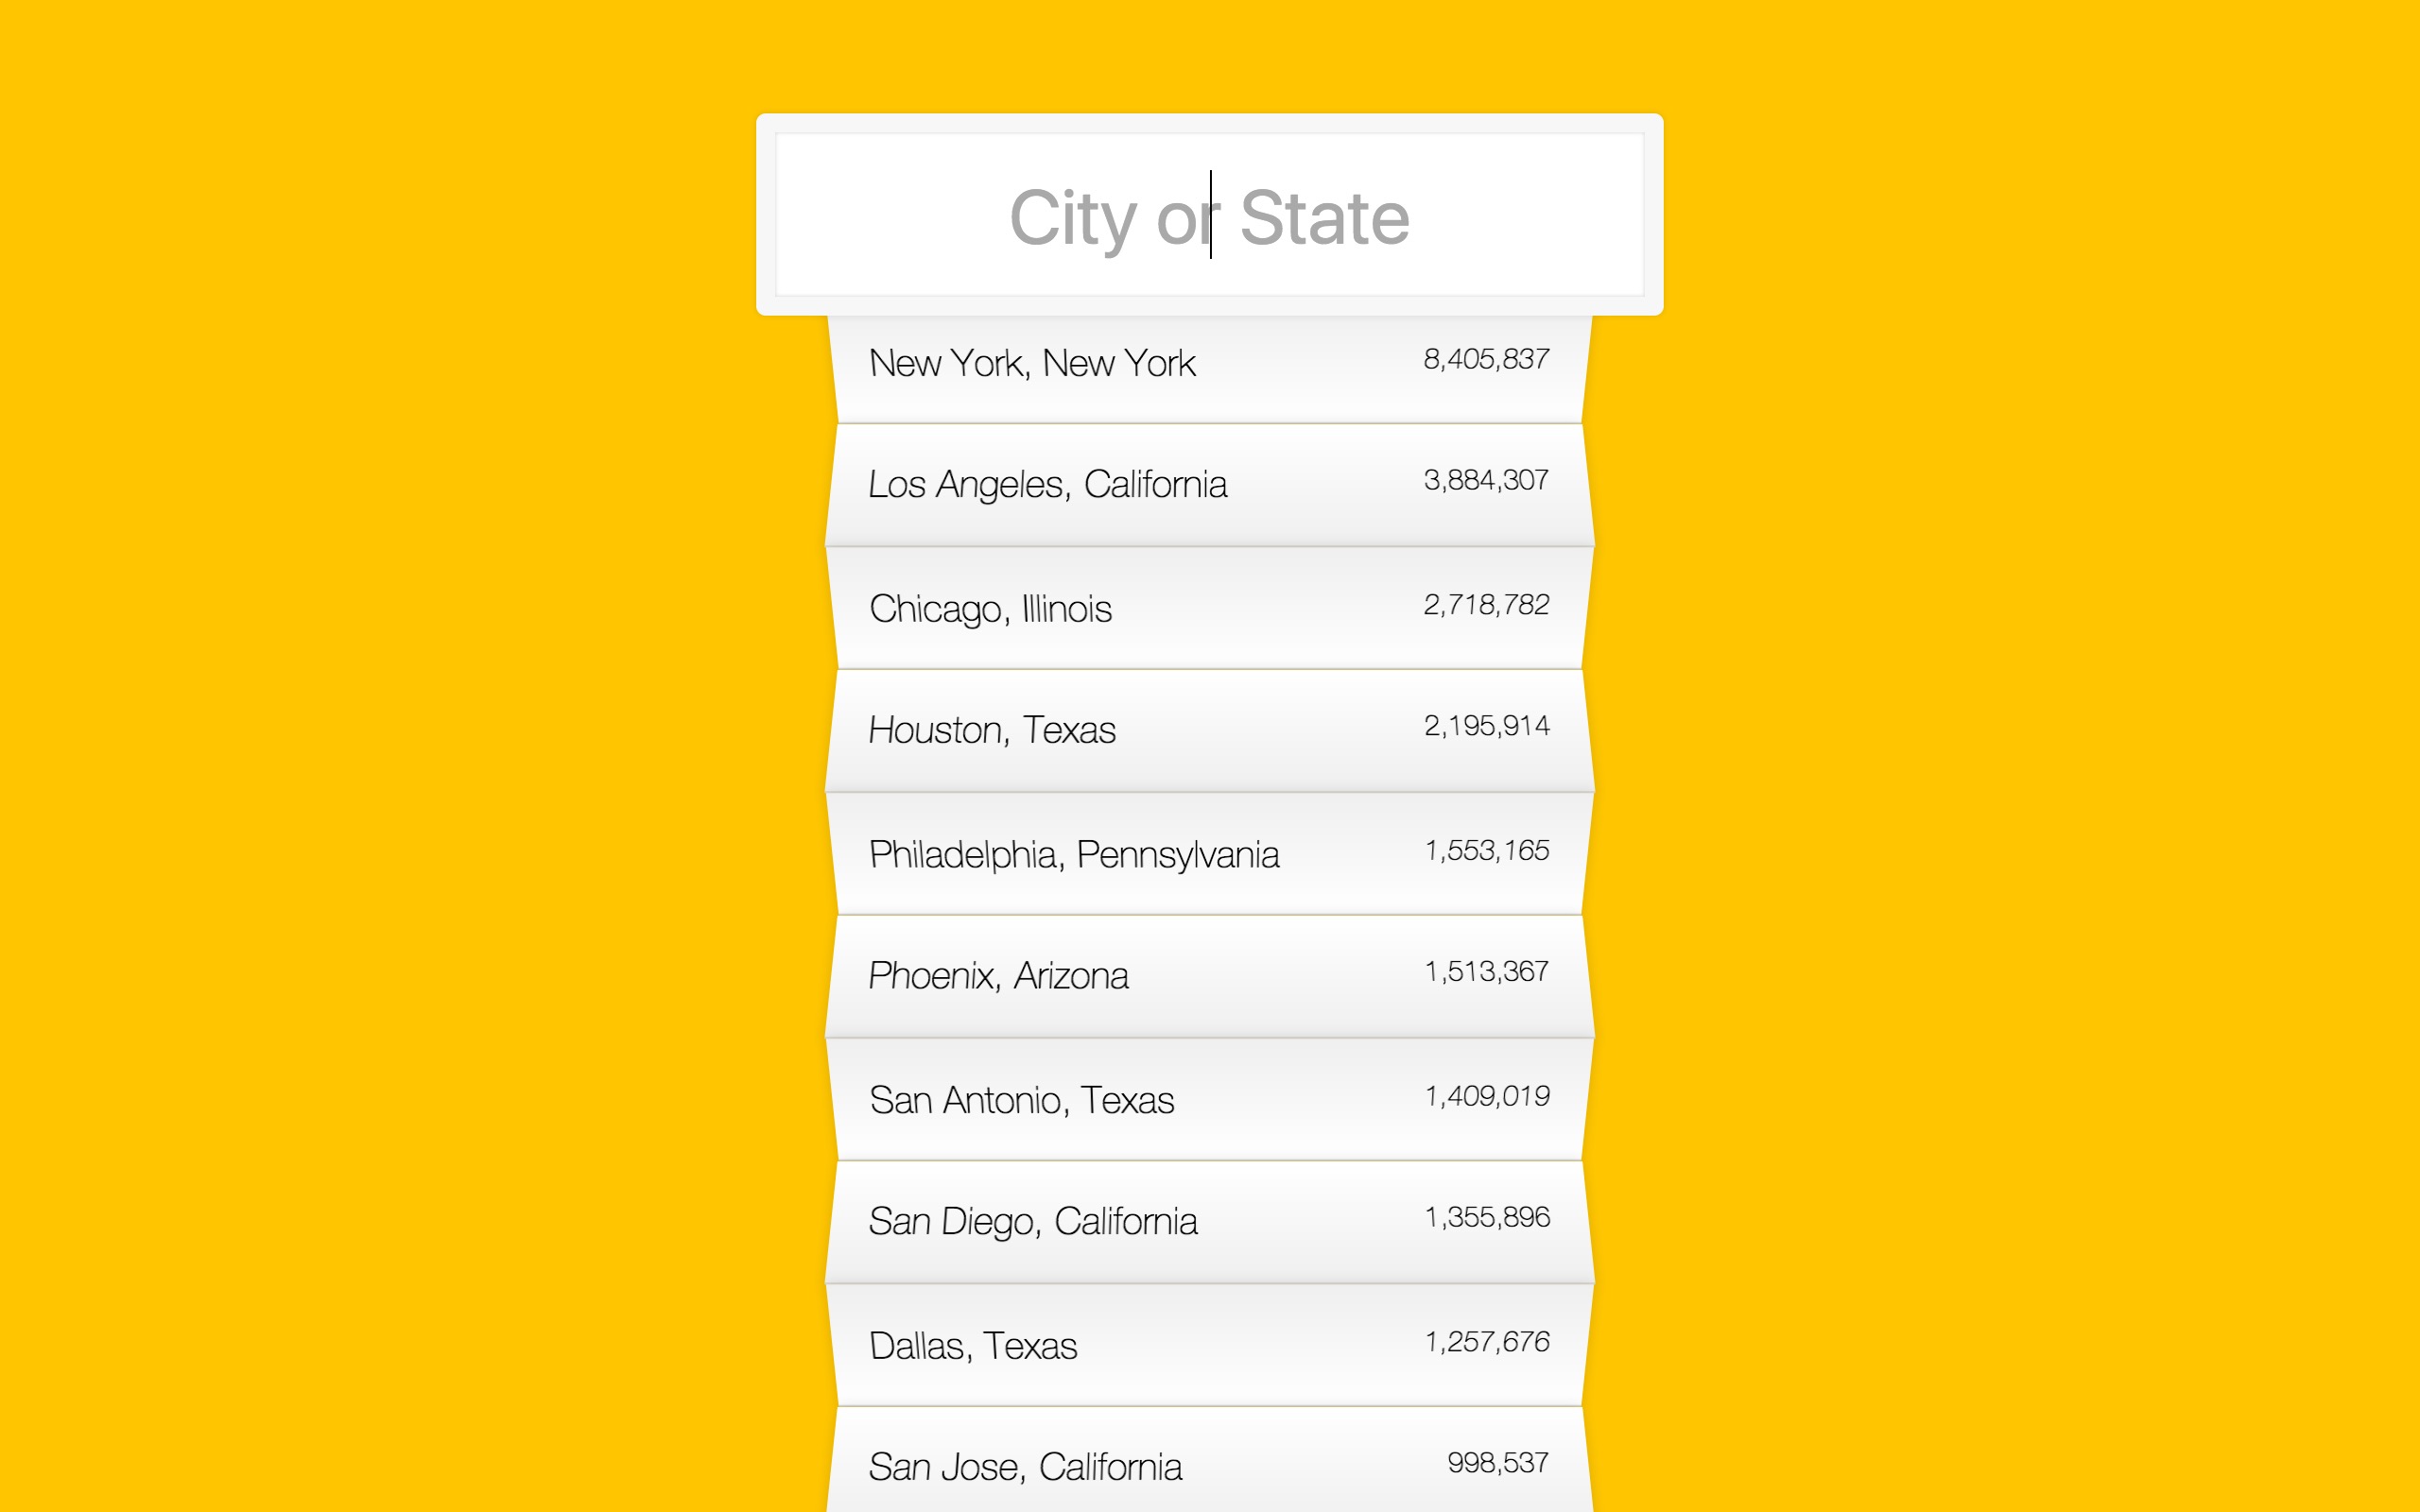 City or State
New York, New York 8,405,837
Los Angeles, California 3,884,307
Chicago, Illinois 2,718,782
Houston, Texas 2,195,914
Philadelphia, Pennsylvania 1,553,165
Phoenix, Arizona 1,513,367
San Antonio, Texas 1,409,019
San Diego, California 1,355,896
Dallas, Texas 1,257,676
San Jose, California 998,537